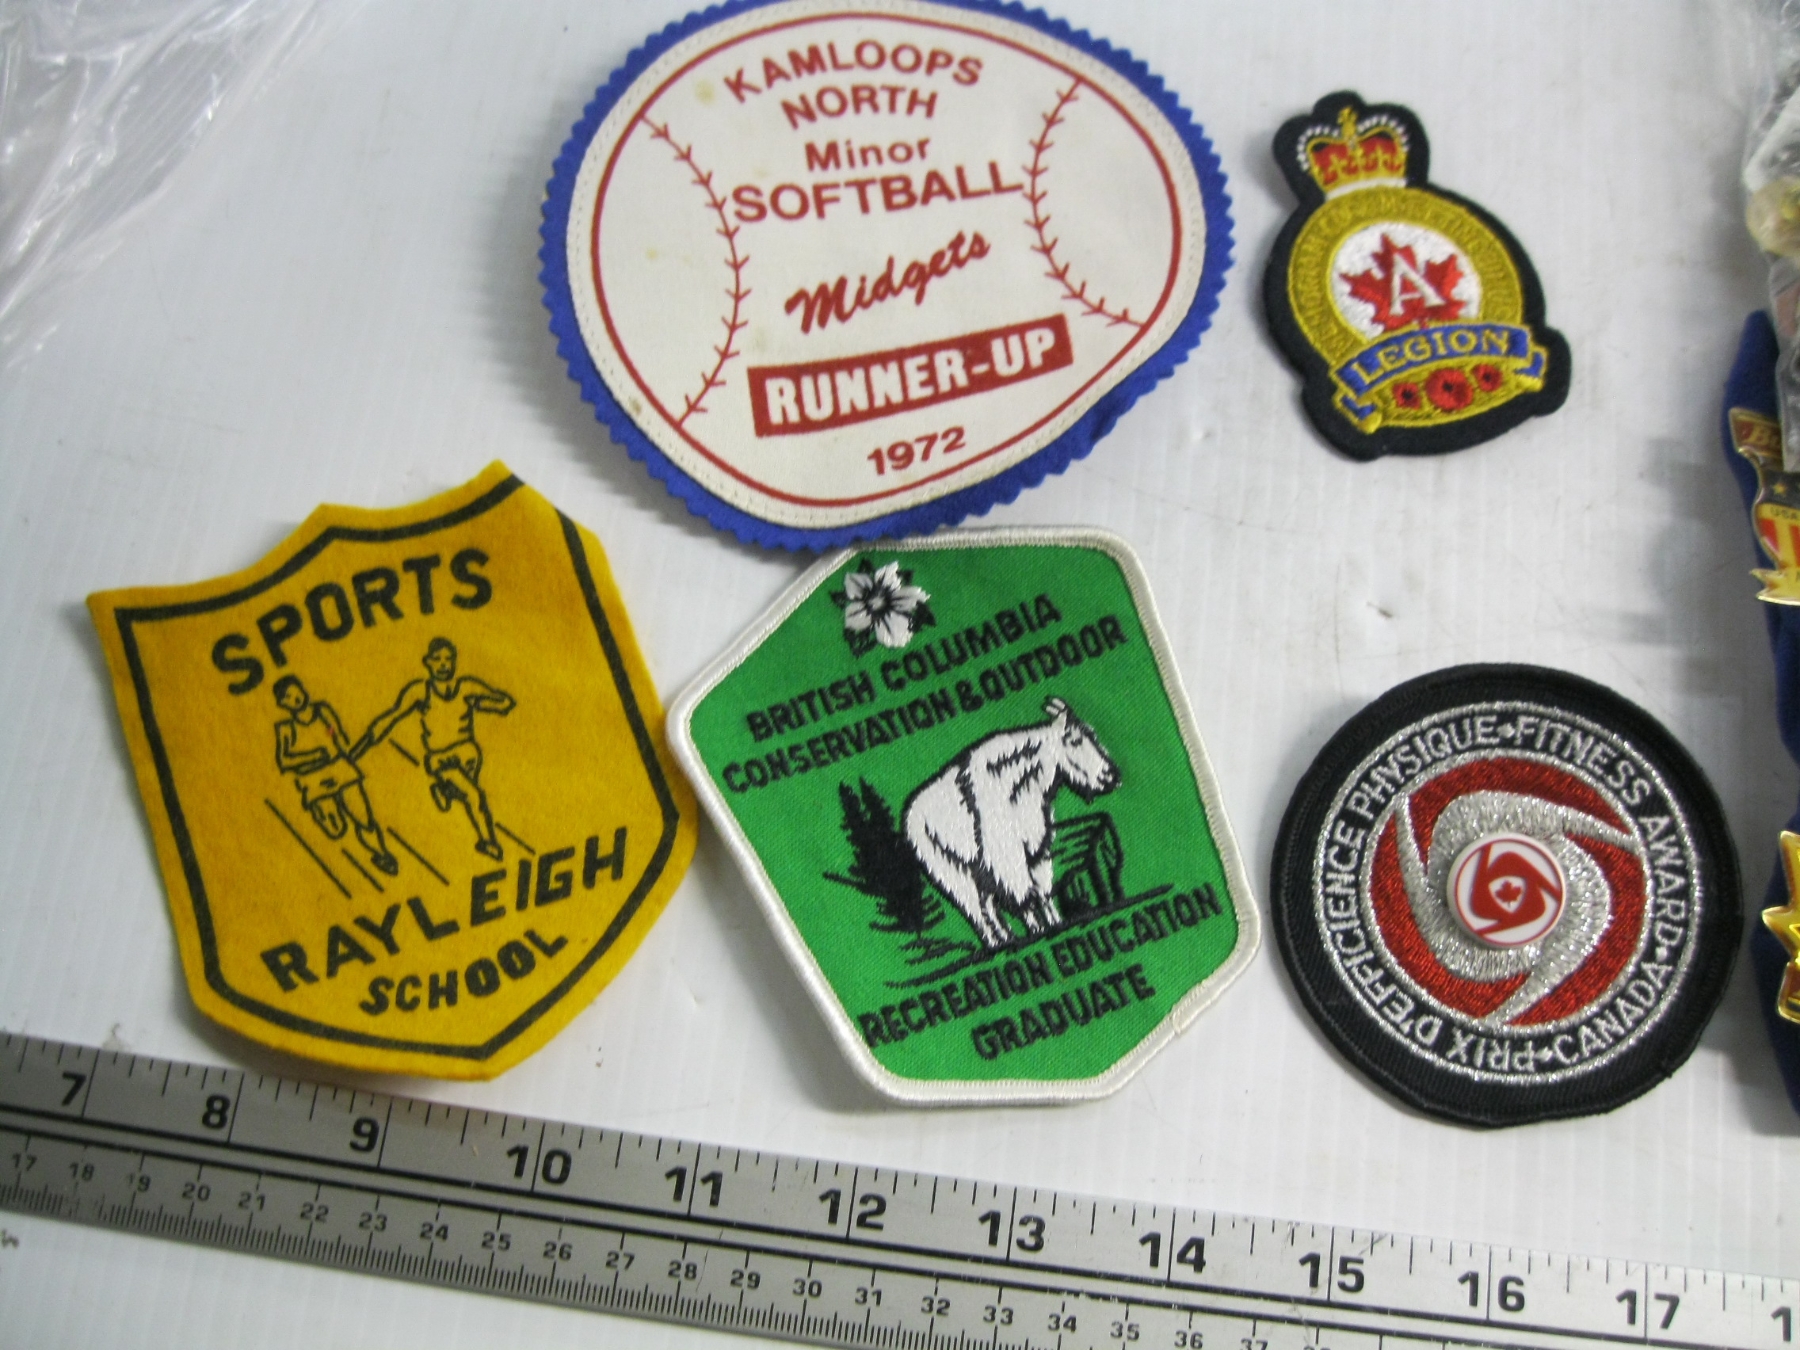 KAMLOOPS
NORTH
Minor
SOFTBALL
Midgets
RUNNER-UP
1972
A
LEGION
SPORTS
RAYLEIGH
SCHOOL
BRITISH COLUMBIA
CONSERVATION & OUTDOOR
RECREATION EDUCATION
GRADUATE
PRIX D'EFFICIENCE PHYSIQUE•FITNESS AWARD•CANADA•
USA
7 8 9 10 11 12 13 14 15 16 17
17 18 19 20 21 22 23 24 25 26 27 28 29 30 31 32 33 34 35 36 37